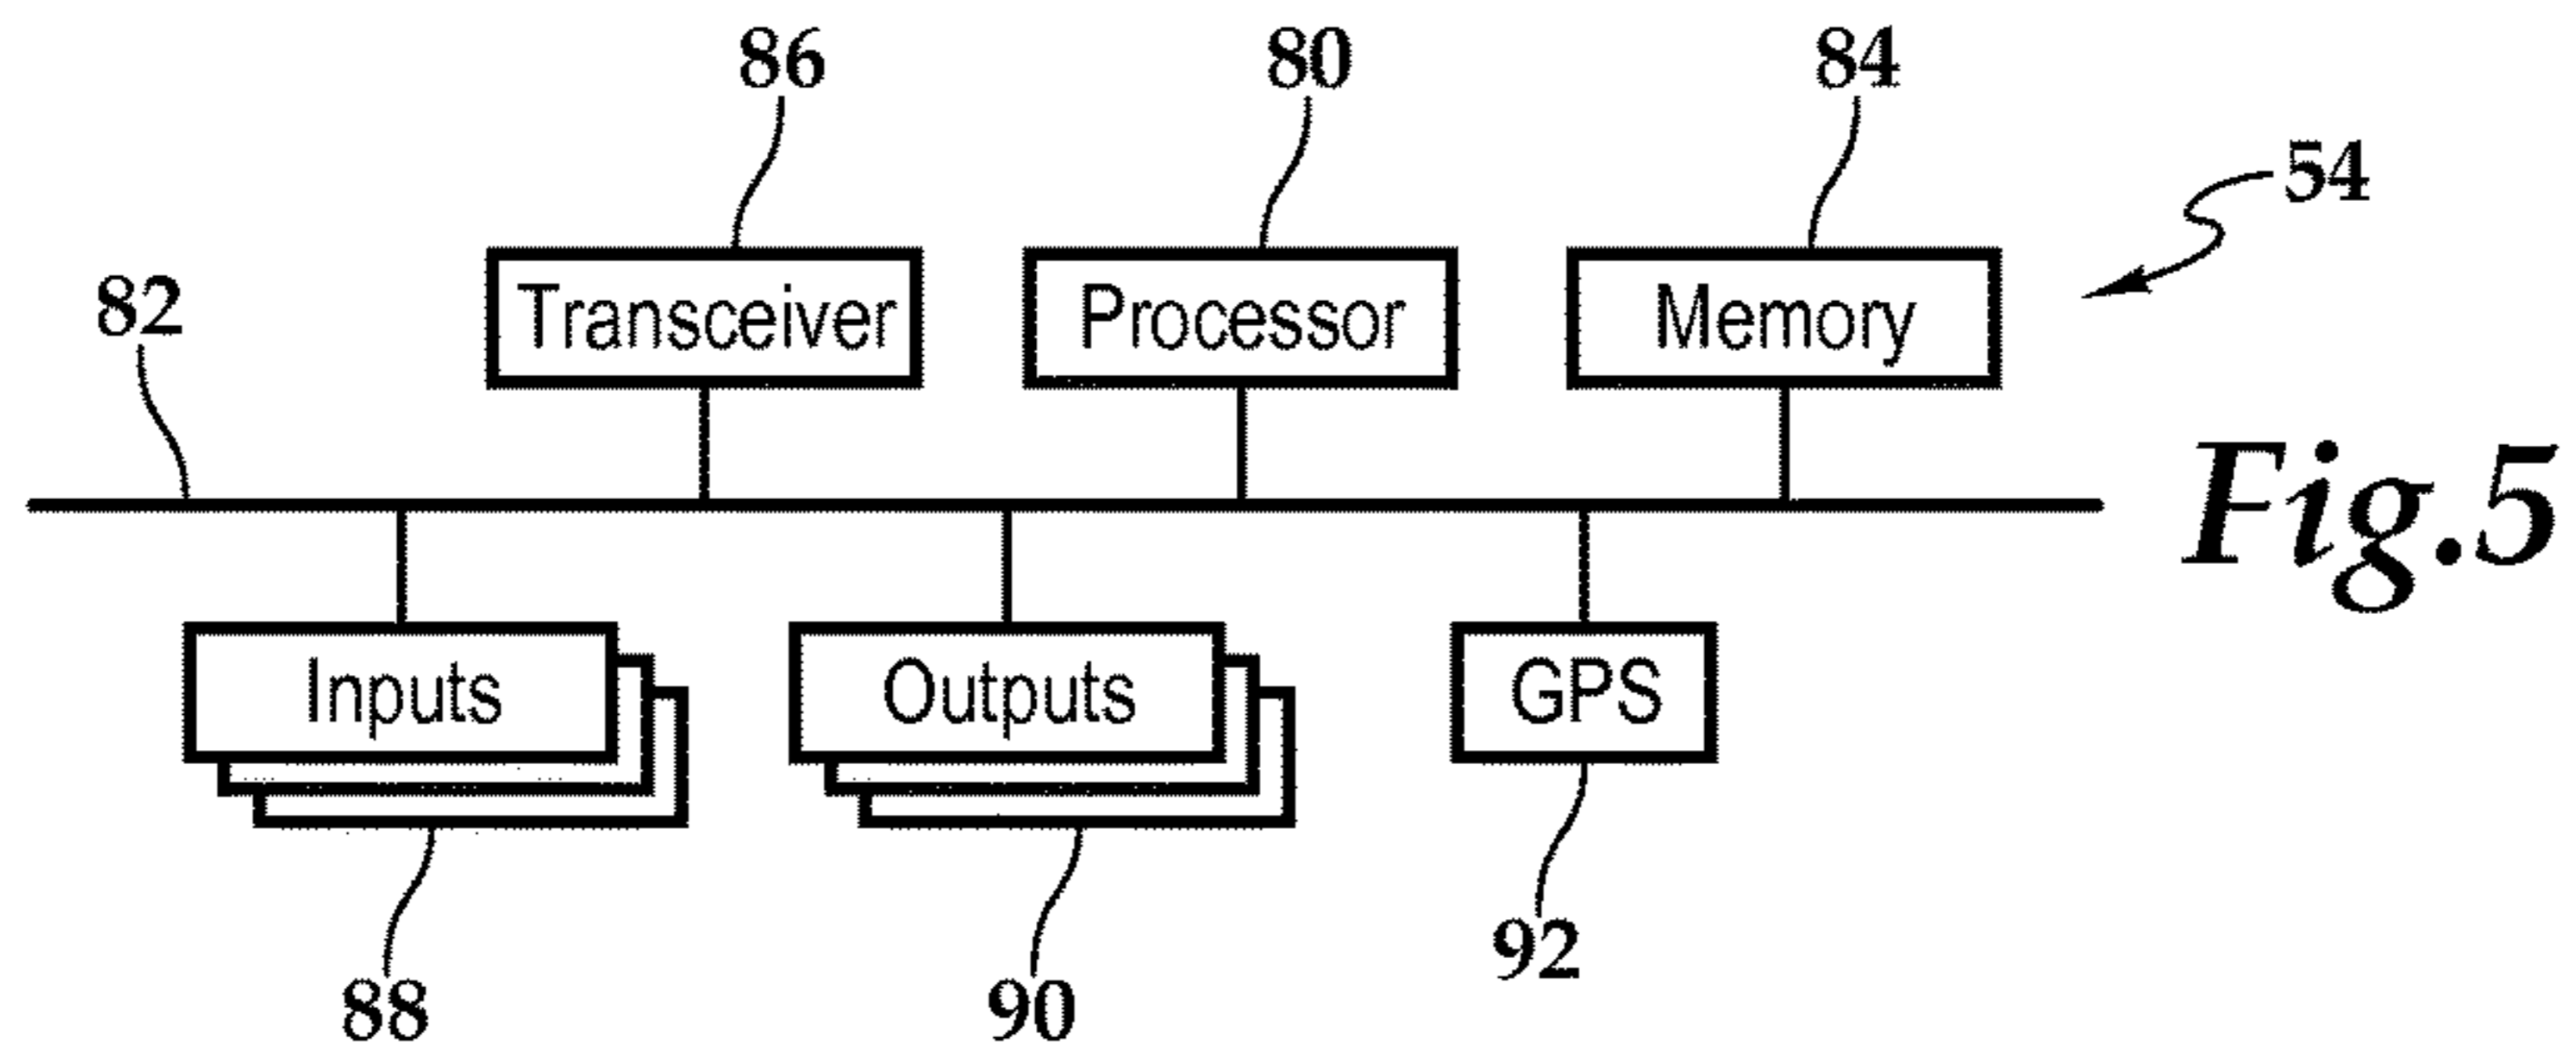 86
80
84
54
82
Transceiver
Processor
Memory
Fig.5
Inputs
Outputs
GPS
92
88
90